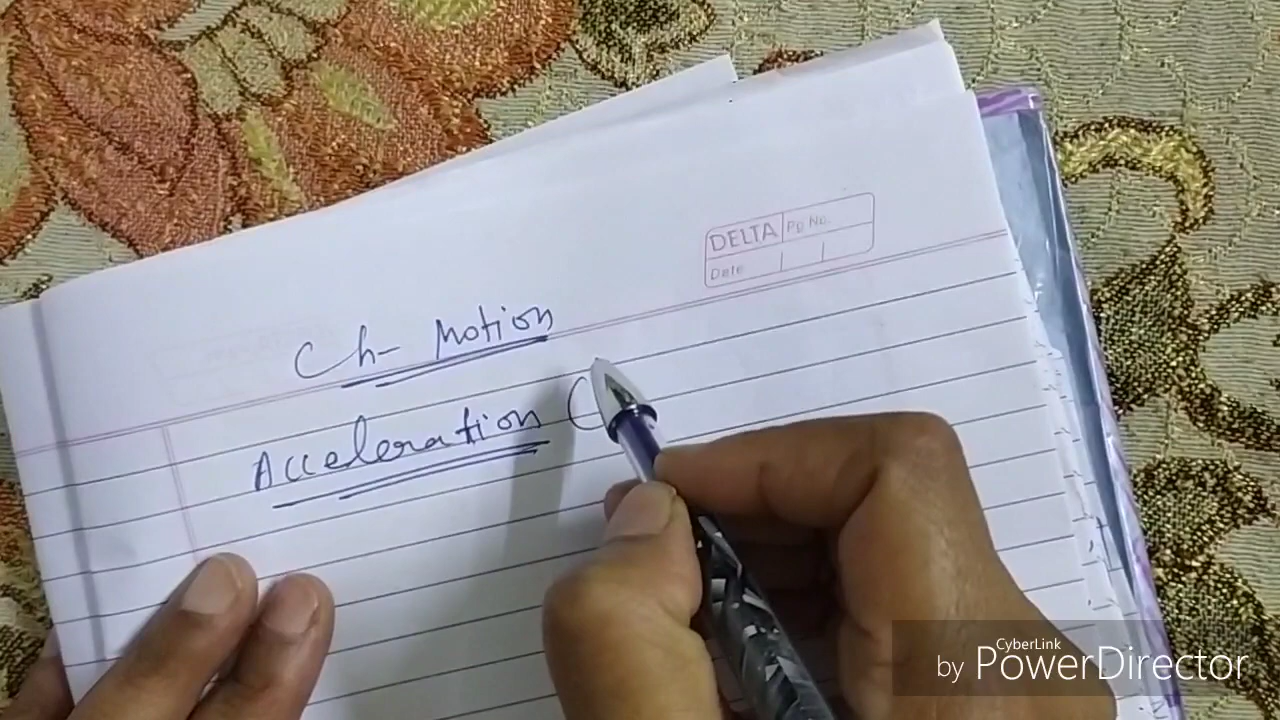 DELTA Pg No.
Date
Ch- Motion
Acceleration (
CyberLink
by PowerDirector